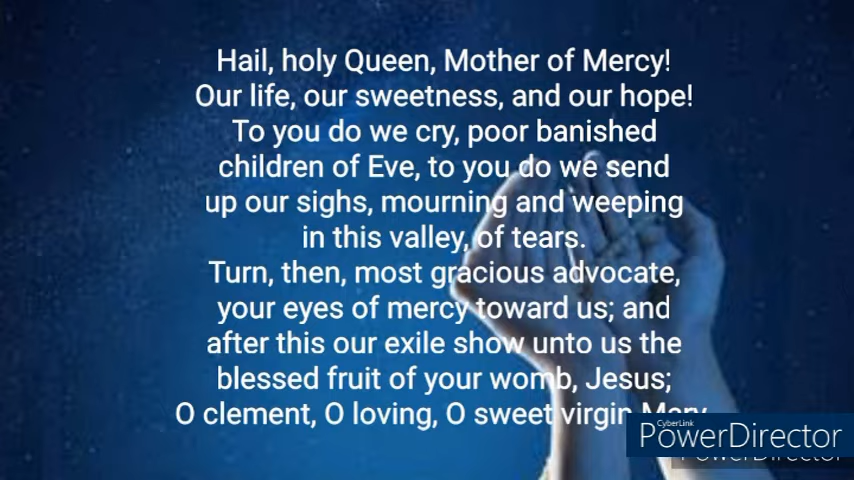 Hail, holy Queen, Mother of Mercy!
Our life, our sweetness, and our hope!
To you do we cry, poor banished
children of Eve, to you do we send
up our sighs, mourning and weeping
in this valley, of tears.
Turn, then, most gracious advocate,
your eyes of mercy toward us; and
after this our exile show unto us the
blessed fruit of your womb, Jesus;
O clement, O loving, O sweet virgin Mary
CyberLink
PowerDirector
PowerDirector